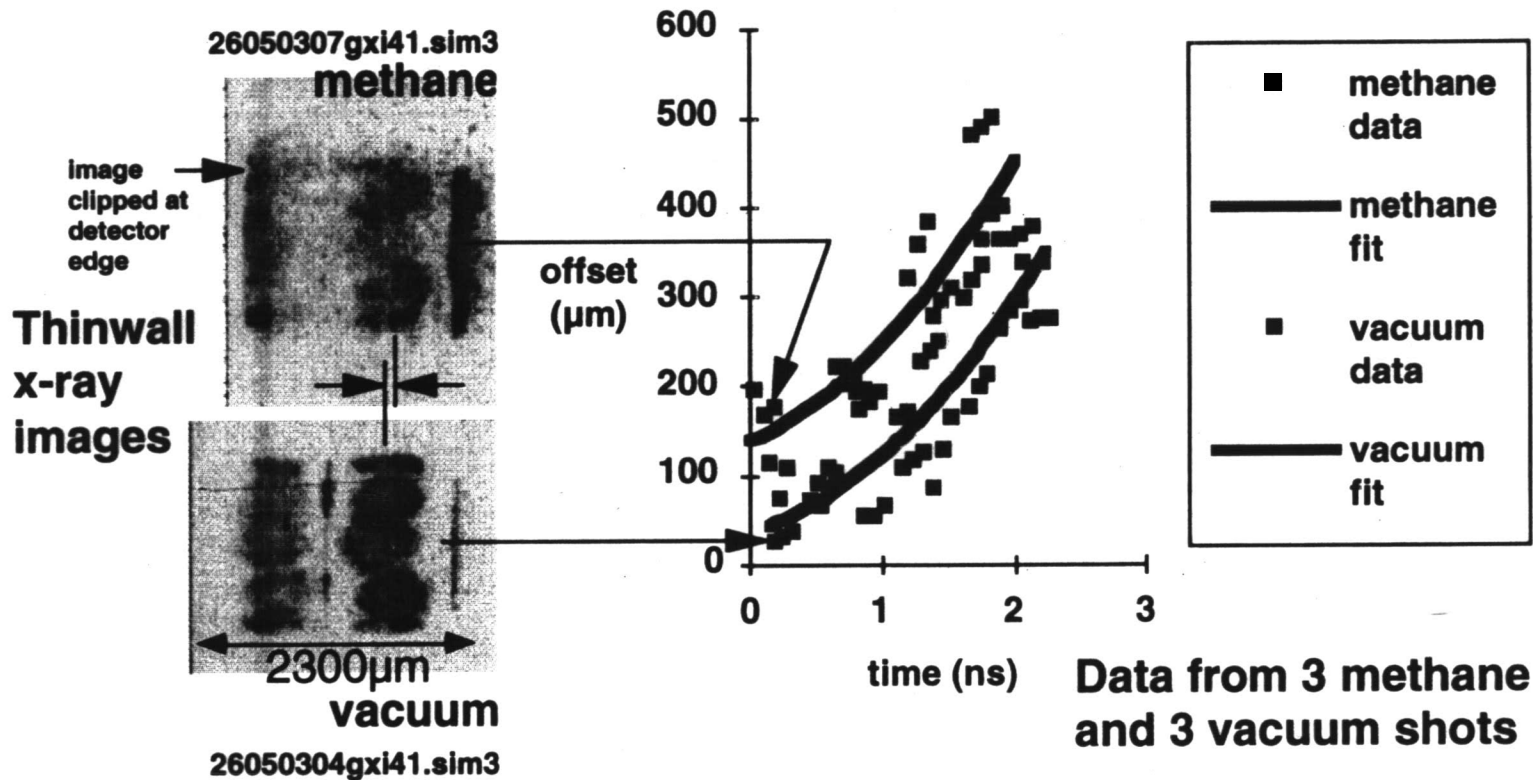 26050307gxi41.sim3
methane
image
clipped at
detector
edge
Thinwall
x-ray
images
2300µm
vacuum
26050304gxi41.sim3
offset
(µm)
600
500
400
300
200
100
0
0 1 2 3
time (ns)
methane
data
methane
fit
vacuum
data
vacuum
fit
Data from 3 methane
and 3 vacuum shots